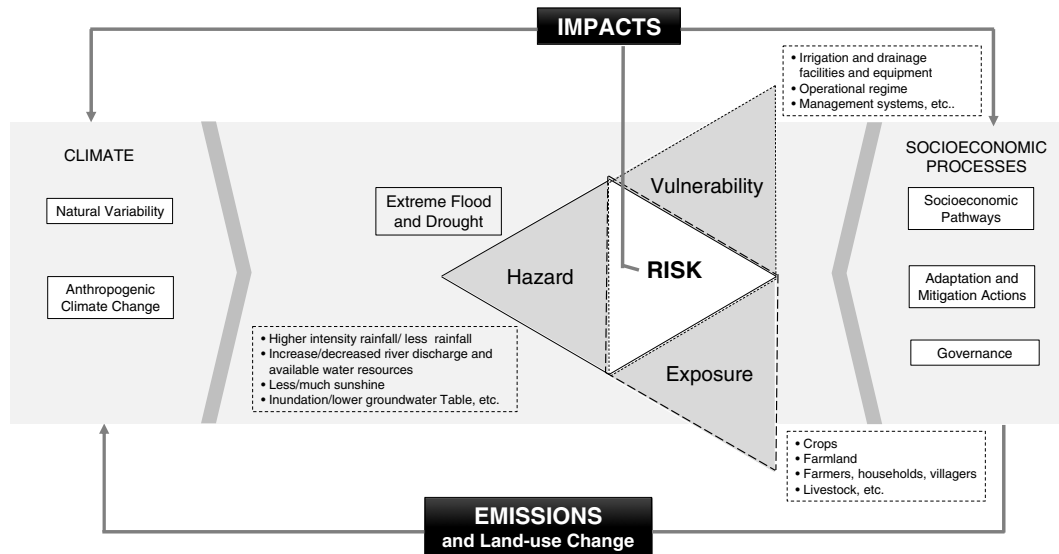 IMPACTS
• Irrigation and drainage
facilities and equipment
• Operational regime
• Management systems, etc..
CLIMATE
Natural Variability
Anthropogenic
Climate Change
Extreme Flood
and Drought
Hazard
Vulnerability
RISK
Exposure
• Higher intensity rainfall/ less rainfall
• Increase/decreased river discharge and
available water resources
• Less/much sunshine
• Inundation/lower groundwater Table, etc.
SOCIOECONOMIC
PROCESSES
Socioeconomic
Pathways
Adaptation and
Mitigation Actions
Governance
• Crops
• Farmland
• Farmers, households, villagers
• Livestock, etc.
EMISSIONS
and Land-use Change